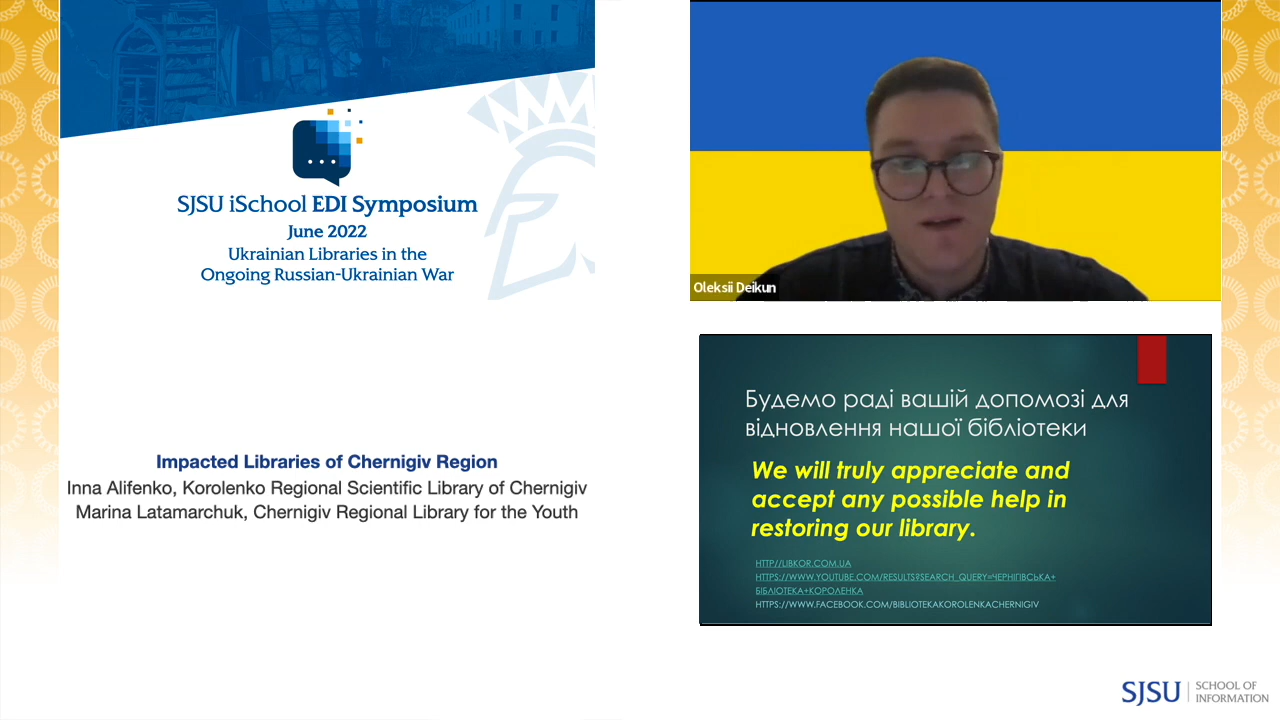 SJSU iSchool EDI Symposium
June 2022
Ukrainian Libraries in the
Ongoing Russian-Ukrainian War
Impacted Libraries of Chernigiv Region
Inna Alifenko, Korolenko Regional Scientific Library of Chernigiv
Marina Latamarchuk, Chernigiv Regional Library for the Youth
Oleksii Deikun
Будемо раді вашій допомозі для
відновлення нашої бібліотеки
We will truly appreciate and
accept any possible help in
restoring our library.
HTTP//LIBKOR.COM.UA
HTTPS://WWW.YOUTUBE.COM/RESULTS?SEARCH_QUERY=ЧЕРНІГІВСЬКА+
БІБЛІОТЕКА+КОРОЛЕНКА
HTTPS://WWW.FACEBOOK.COM/BIBLIOTEKAKOROLENKACHERNIGIV
SJSU SCHOOL OF
INFORMATION